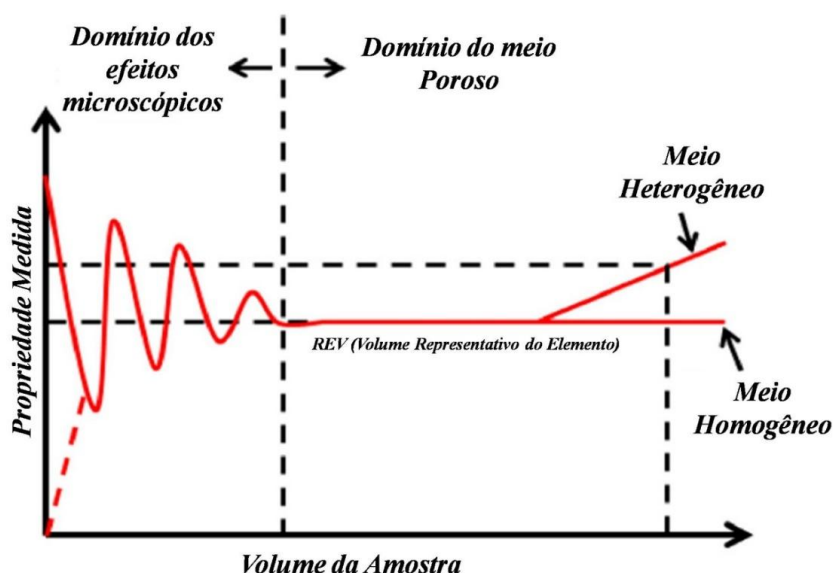 Domínio dos
efeitos
microscópicos
Domínio do meio
Poroso
Meio
Heterogêneo
Propriedade Medida
REV (Volume Representativo do Elemento)
Meio
Homogêneo
Volume da Amostra